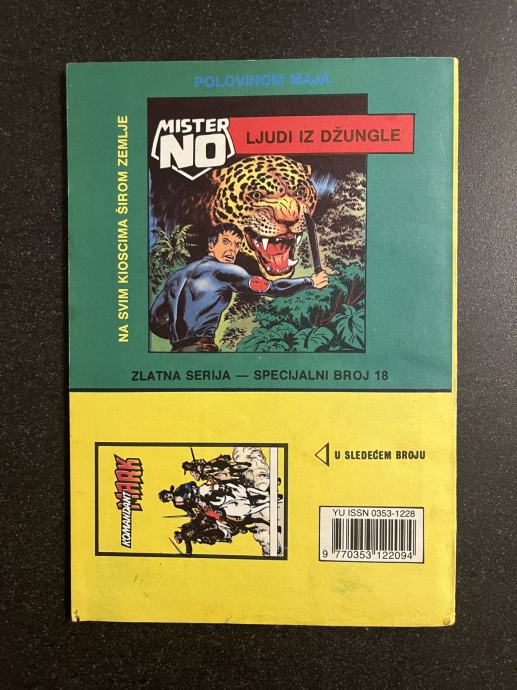 POLOVINOM MAJA
NA SVIM KIOSCIMA ŠIROM ZEMLJE
MISTER
NO
LJUDI IZ DŽUNGLE
ZLATNA SERIJA — SPECIJALNI BROJ 18
KOMANDANT
MARK
U SLEDEĆEM BROJU
YU ISSN 0353-1228
9 770353 122094